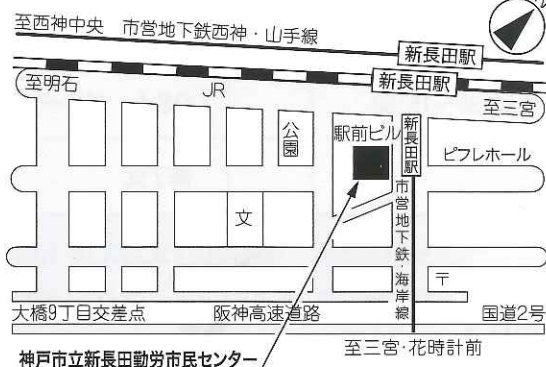 至西神中央 市営地下鉄西神・山手線
新長田駅
新長田駅
至明石
JR
至三宮
公園
駅前ビル
新長田駅
ピフレホール
文
市営地下鉄・海岸線
〒
大橋9丁目交差点 阪神高速道路 国道2号
至三宮・花時計前
神戸市立新長田勤労市民センター